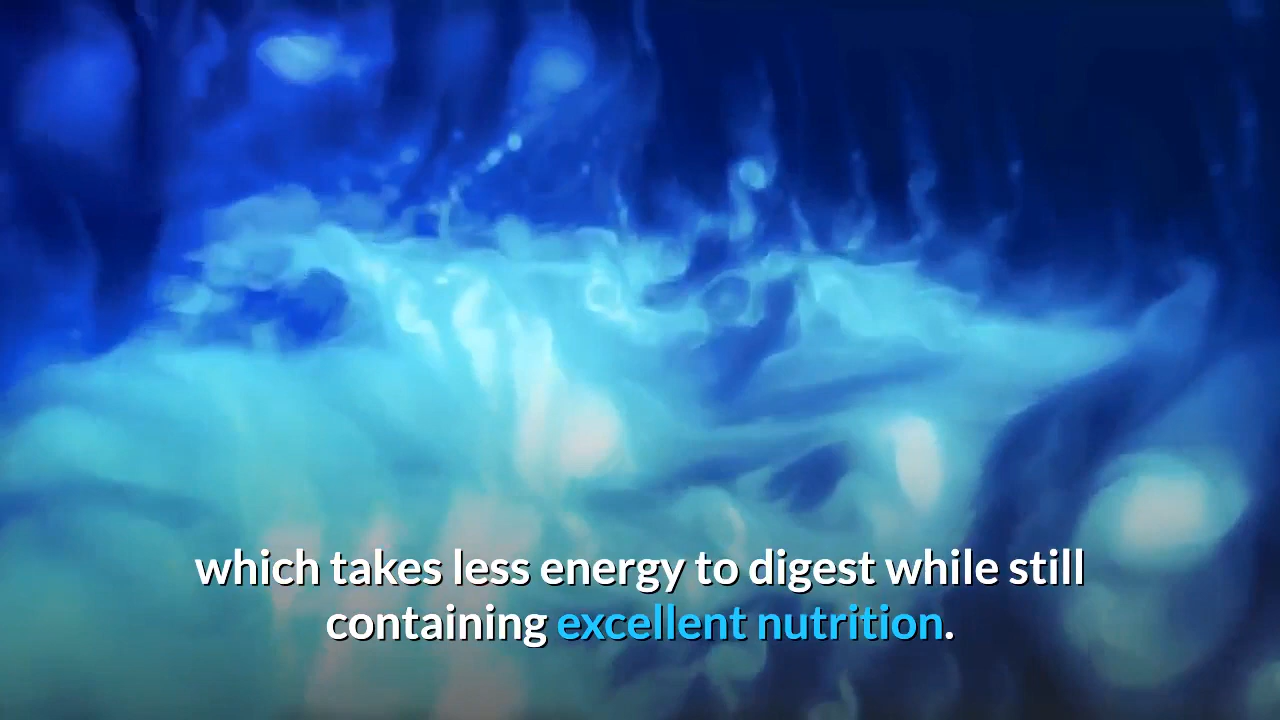 which takes less energy to digest while still
containing excellent nutrition.